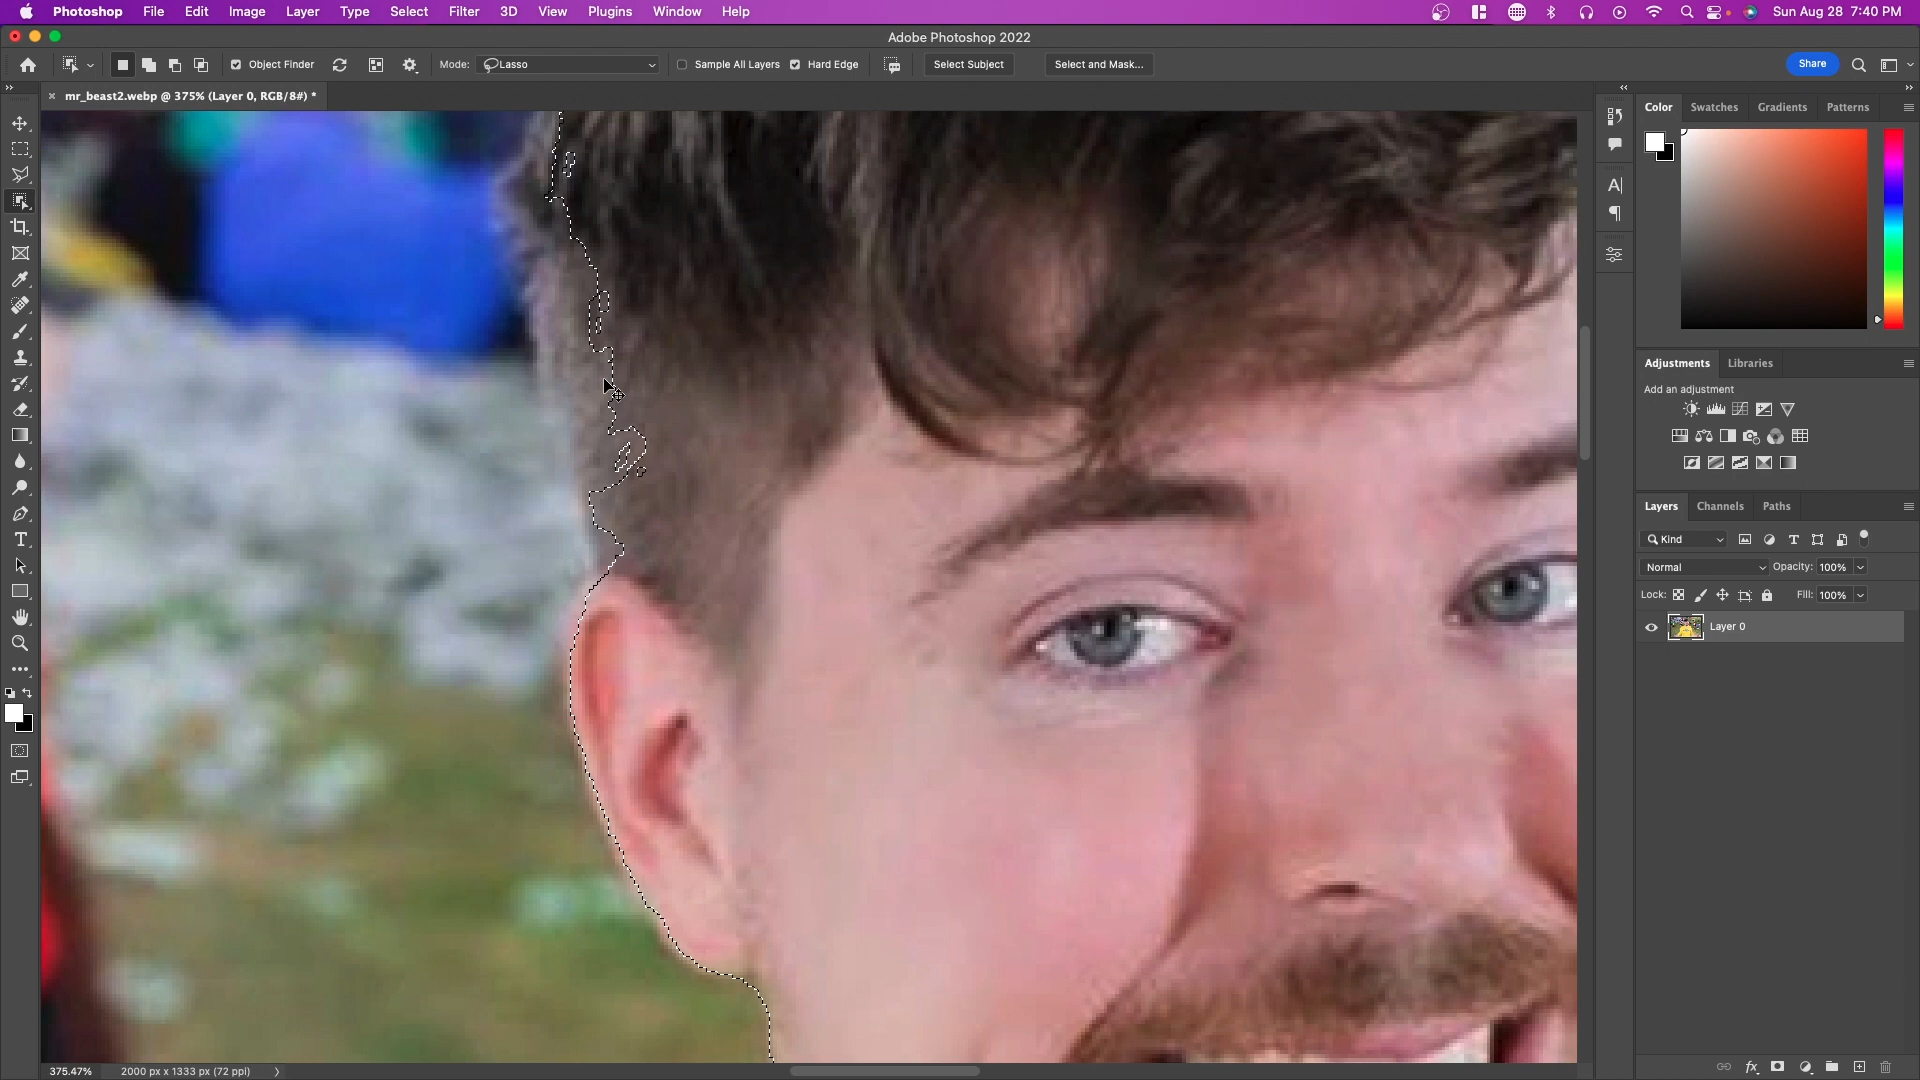 Photoshop File Edit Image Layer Type Select Filter 3D View Plugins Window Help Sun Aug 28 7:40 PM
Adobe Photoshop 2022
Object Finder Mode: Lasso Sample All Layers Hard Edge Select Subject Select and Mask... Share
mr_beast2.webp @ 375% (Layer 0, RGB/8#) *
Color Swatches Gradients Patterns
Adjustments Libraries
Add an adjustment
Layers Channels Paths
Kind
Normal Opacity: 100%
Lock: Fill: 100%
Layer 0
375.47% 2000 px x 1333 px (72 ppi)